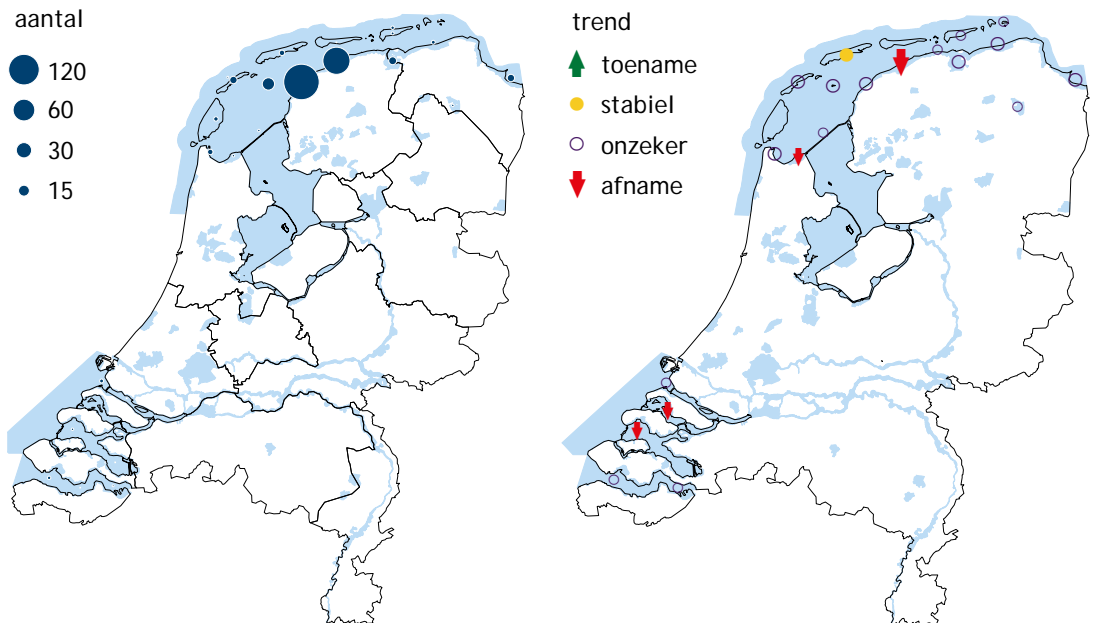 aantal
120
60
30
15
trend
toename
stabiel
onzeker
afname